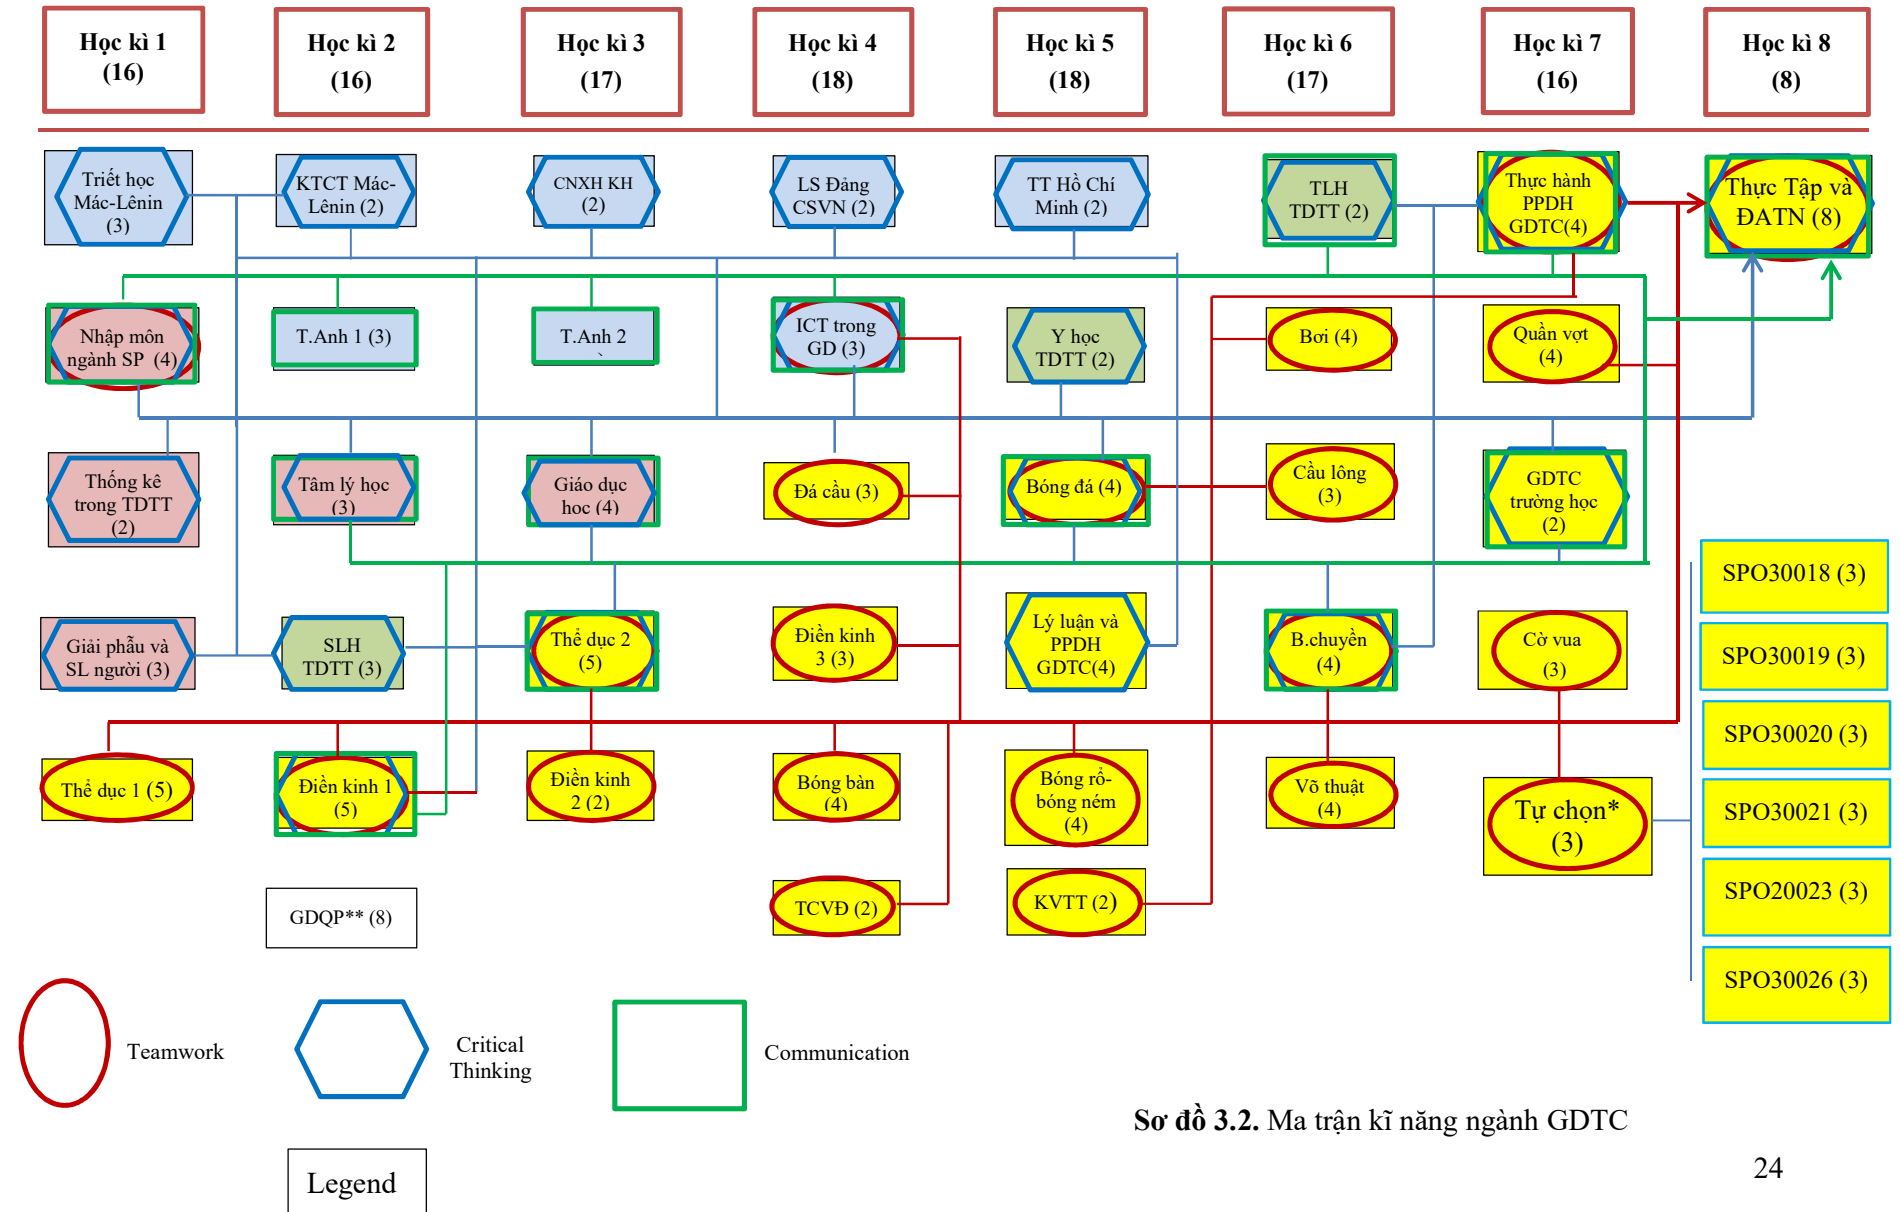 Học kì 1
(16)
Học kì 2
(16)
Học kì 3
(17)
Học kì 4
(18)
Học kì 5
(18)
Học kì 6
(17)
Học kì 7
(16)
Học kì 8
(8)
Triết học
Mác-Lênin
(3)
KTCT Mác-
Lênin (2)
CNXH KH
(2)
LS Đảng
CSVN (2)
TT Hồ Chí
Minh (2)
TLH
TDTT (2)
Thực hành
PPDH
GDTC(4)
Thực Tập và
ĐATN (8)
Nhập môn
ngành SP (4)
T.Anh 1 (3)
T.Anh 2
ICT trong
GD (3)
Y học
TDTT (2)
Bơi (4)
Quần vợt
(4)
Thống kê
trong TDTT
(2)
Tâm lý học
(3)
Giáo dục
học (4)
Đá cầu (3)
Bóng đá (4)
Cầu lông
(3)
GDTC
trường học
(2)
Giải phẫu và
SL người (3)
SLH
TDTT (3)
Thể dục 2
(5)
Điền kinh
3 (3)
Lý luận và
PPDH
GDTC(4)
B.chuyền
(4)
Cờ vua
(3)
Thể dục 1 (5)
Điền kinh 1
(5)
Điền kinh
2 (2)
Bóng bàn
(4)
Bóng rổ-
bóng ném
(4)
Võ thuật
(4)
Tự chọn*
(3)
SPO30018 (3)
SPO30019 (3)
SPO30020 (3)
SPO30021 (3)
SPO20023 (3)
SPO30026 (3)
GDQP** (8)
TCVĐ (2)
KVTT (2)
Teamwork
Critical
Thinking
Communication
Sơ đồ 3.2. Ma trận kĩ năng ngành GDTC
24
Legend